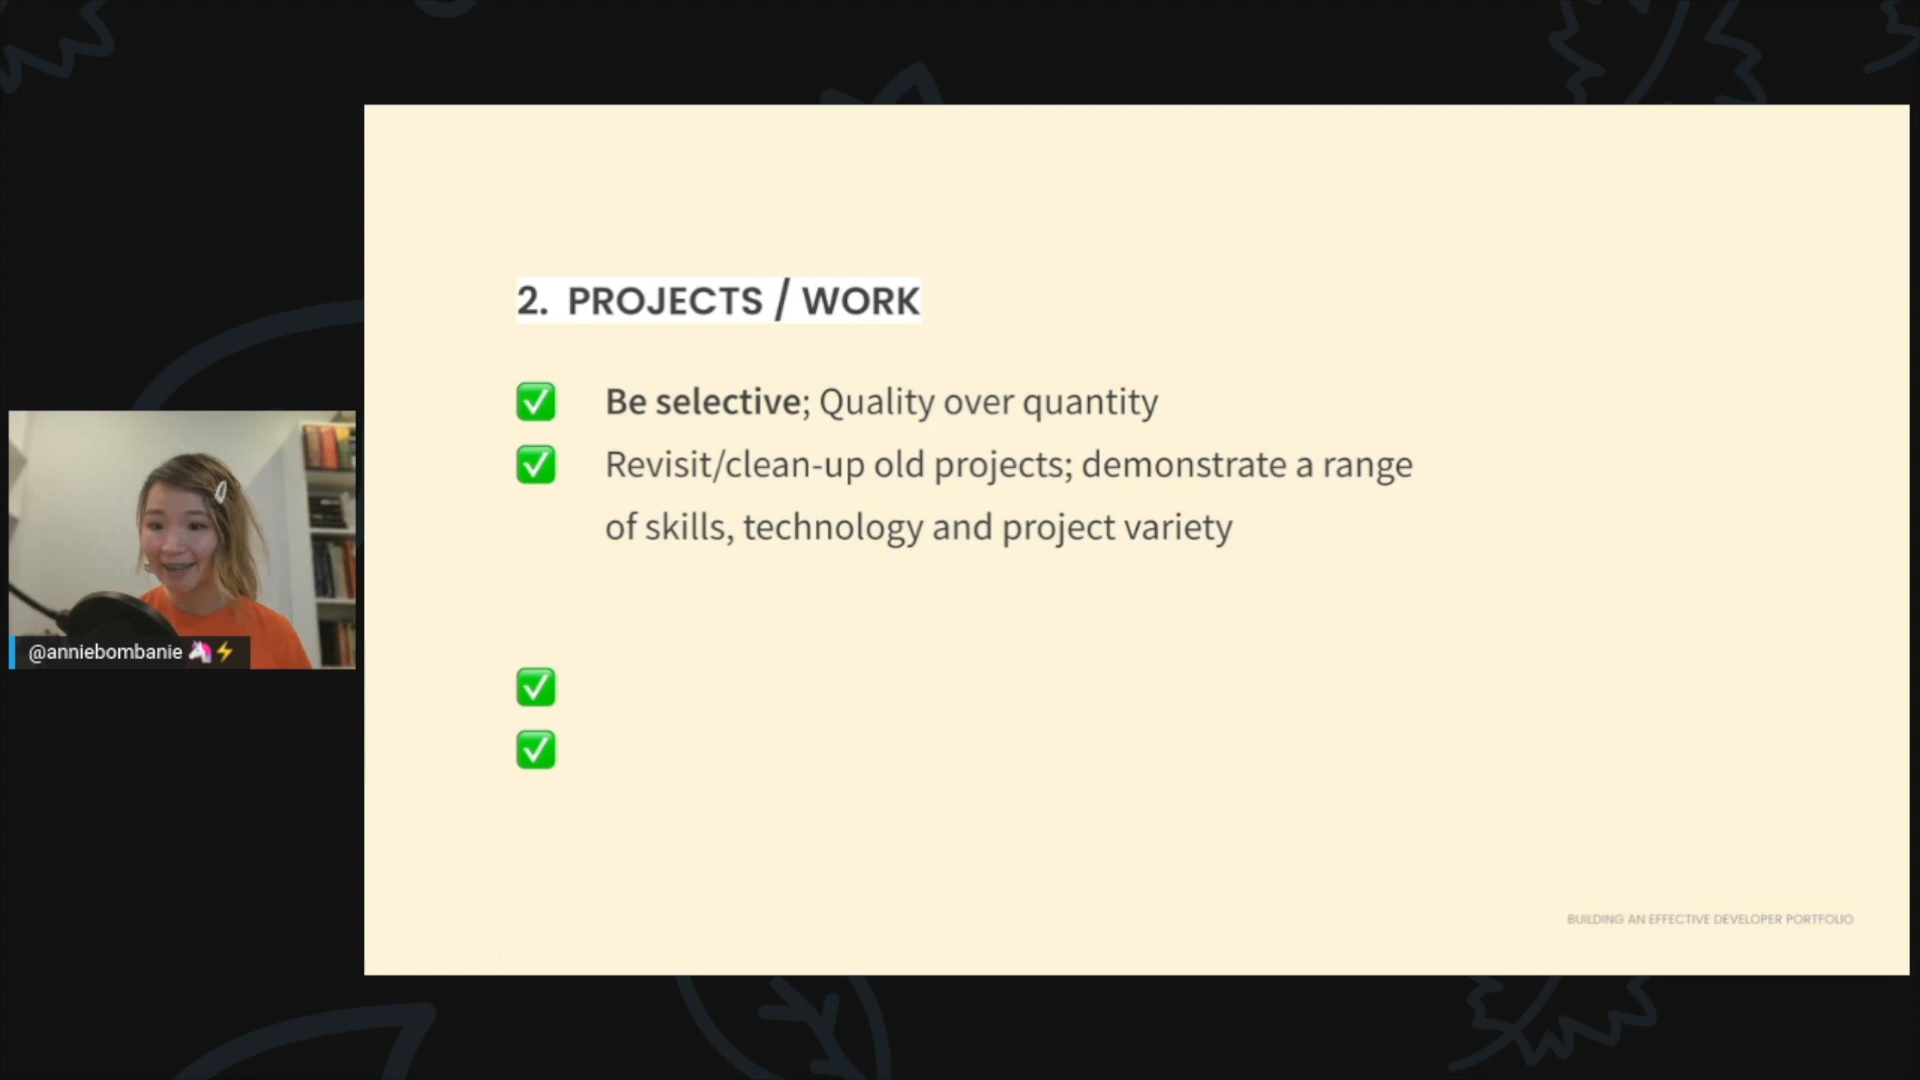 2. PROJECTS / WORK
✅ Be selective; Quality over quantity
✅ Revisit/clean-up old projects; demonstrate a range
of skills, technology and project variety
✅
✅
@anniebombanie 🦄⚡
BUILDING AN EFFECTIVE DEVELOPER PORTFOLIO